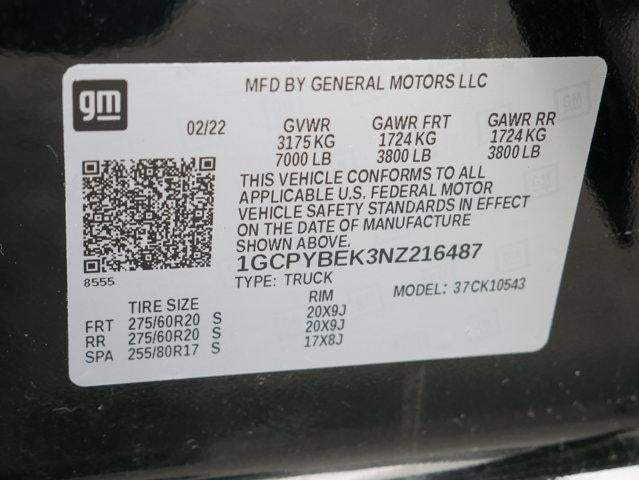 gm
MFD BY GENERAL MOTORS LLC
02/22 GVWR GAWR FRT GAWR RR
3175 KG 1724 KG 1724 KG
7000 LB 3800 LB 3800 LB
THIS VEHICLE CONFORMS TO ALL
APPLICABLE U.S. FEDERAL MOTOR
VEHICLE SAFETY STANDARDS IN EFFECT
ON THE DATE OF MANUFACTURE
SHOWN ABOVE.
8555
1GCPYBEK3NZ216487
TYPE: TRUCK MODEL: 37CK10543
TIRE SIZE RIM
FRT 275/60R20 S 20X9J
RR 275/60R20 S 20X9J
SPA 255/80R17 S 17X8J